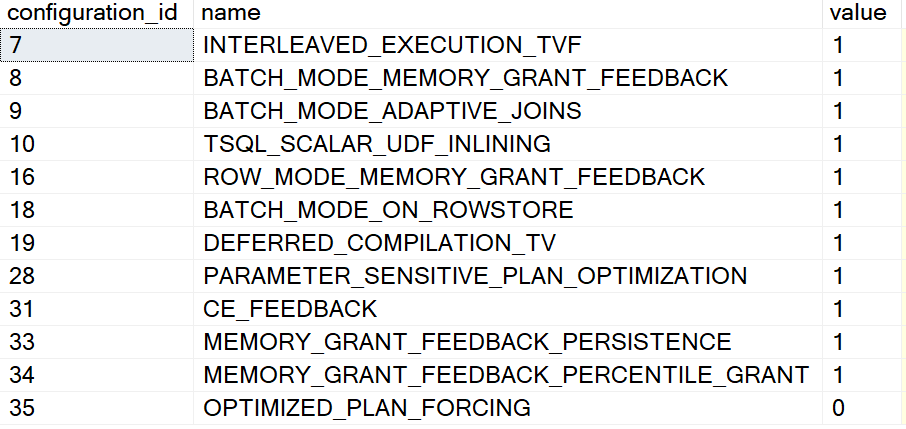 configuration_id name value
7 INTERLEAVED_EXECUTION_TVF 1
8 BATCH_MODE_MEMORY_GRANT_FEEDBACK 1
9 BATCH_MODE_ADAPTIVE_JOINS 1
10 TSQL_SCALAR_UDF_INLINING 1
16 ROW_MODE_MEMORY_GRANT_FEEDBACK 1
18 BATCH_MODE_ON_ROWSTORE 1
19 DEFERRED_COMPILATION_TV 1
28 PARAMETER_SENSITIVE_PLAN_OPTIMIZATION 1
31 CE_FEEDBACK 1
33 MEMORY_GRANT_FEEDBACK_PERSISTENCE 1
34 MEMORY_GRANT_FEEDBACK_PERCENTILE_GRANT 1
35 OPTIMIZED_PLAN_FORCING 0